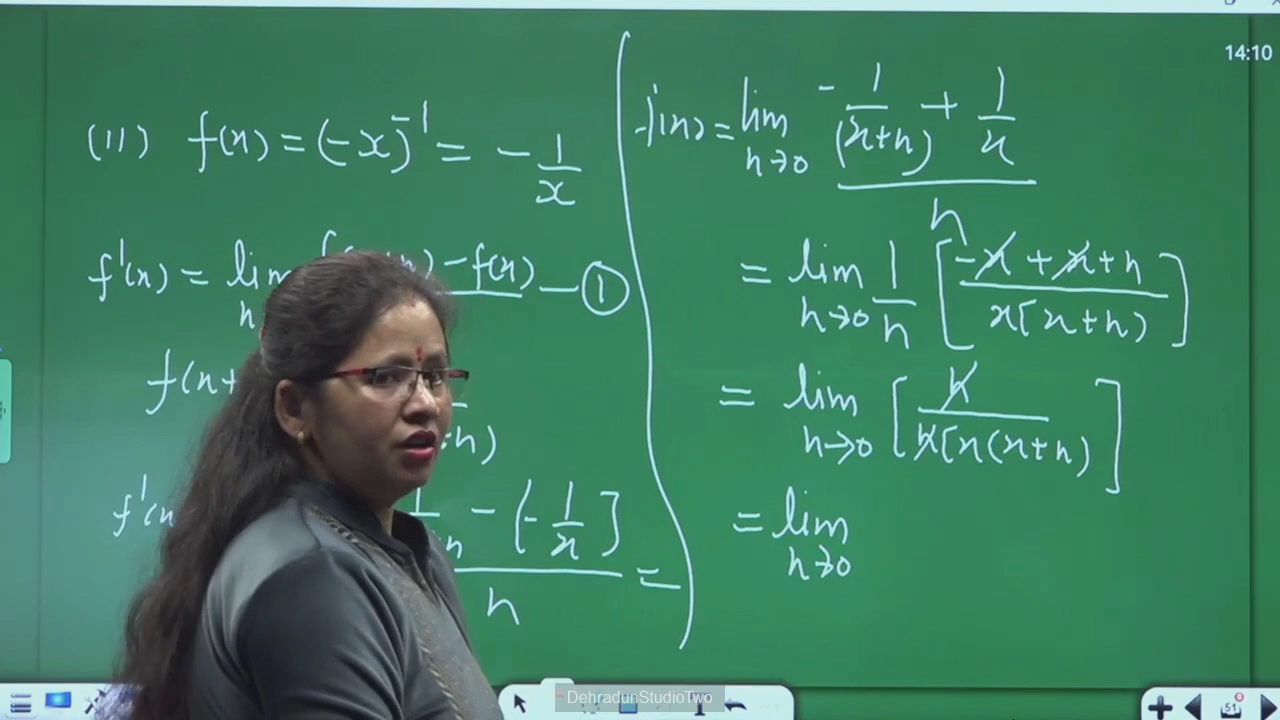 14:10
(11) f(x) = (-x)⁻¹ = - 1/x
f'(x) = lim h - f(x) — ①
f(x+ +h)
f'(x 1/ h - (- 1/x ] / h =
f'(x) = lim h→0 - 1/(x+h) + 1/x / h
= lim h→0 1/h [ -x + x + h / x(x+h) ]
= lim h→0 [ h / h[x(x+h) ]
= lim h→0
51
DehradunStudioTwo